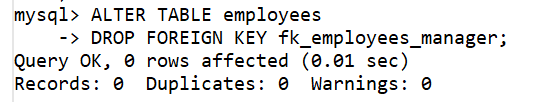 mysql> ALTER TABLE employees
    -> DROP FOREIGN KEY fk_employees_manager;
Query OK, 0 rows affected (0.01 sec)
Records: 0  Duplicates: 0  Warnings: 0